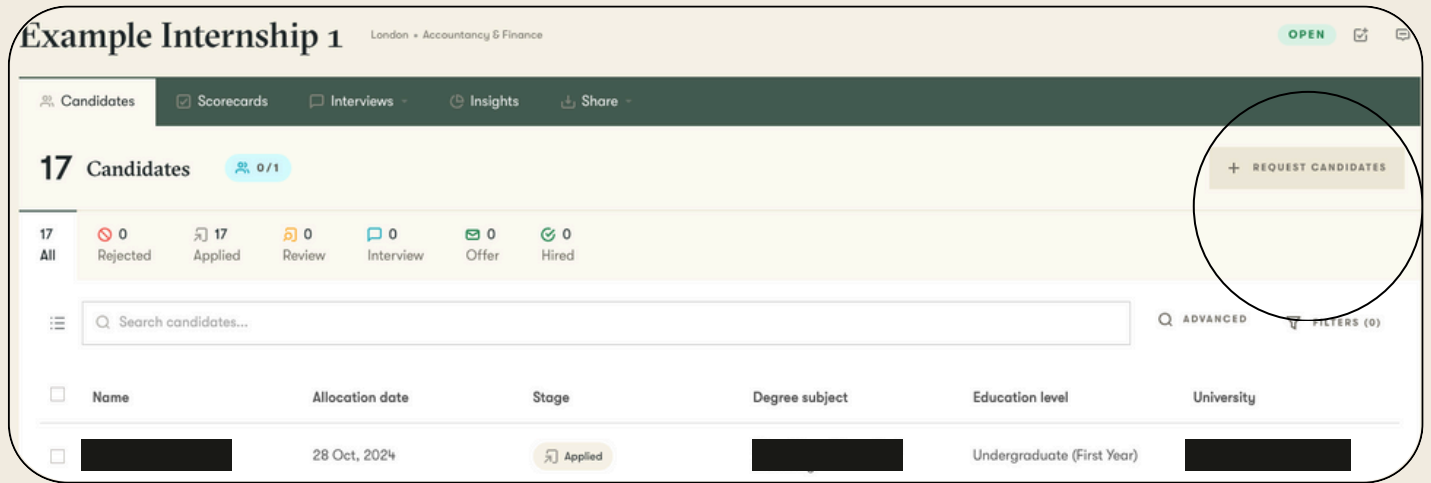 Example Internship 1 London • Accountancy & Finance OPEN
Candidates Scorecards Interviews Insights Share
17 Candidates 0/1 + REQUEST CANDIDATES
17 0 17 0 0 0 0
All Rejected Applied Review Interview Offer Hired
Search candidates... ADVANCED FILTERS (0)
Name Allocation date Stage Degree subject Education level University
28 Oct, 2024 Applied Undergraduate (First Year)